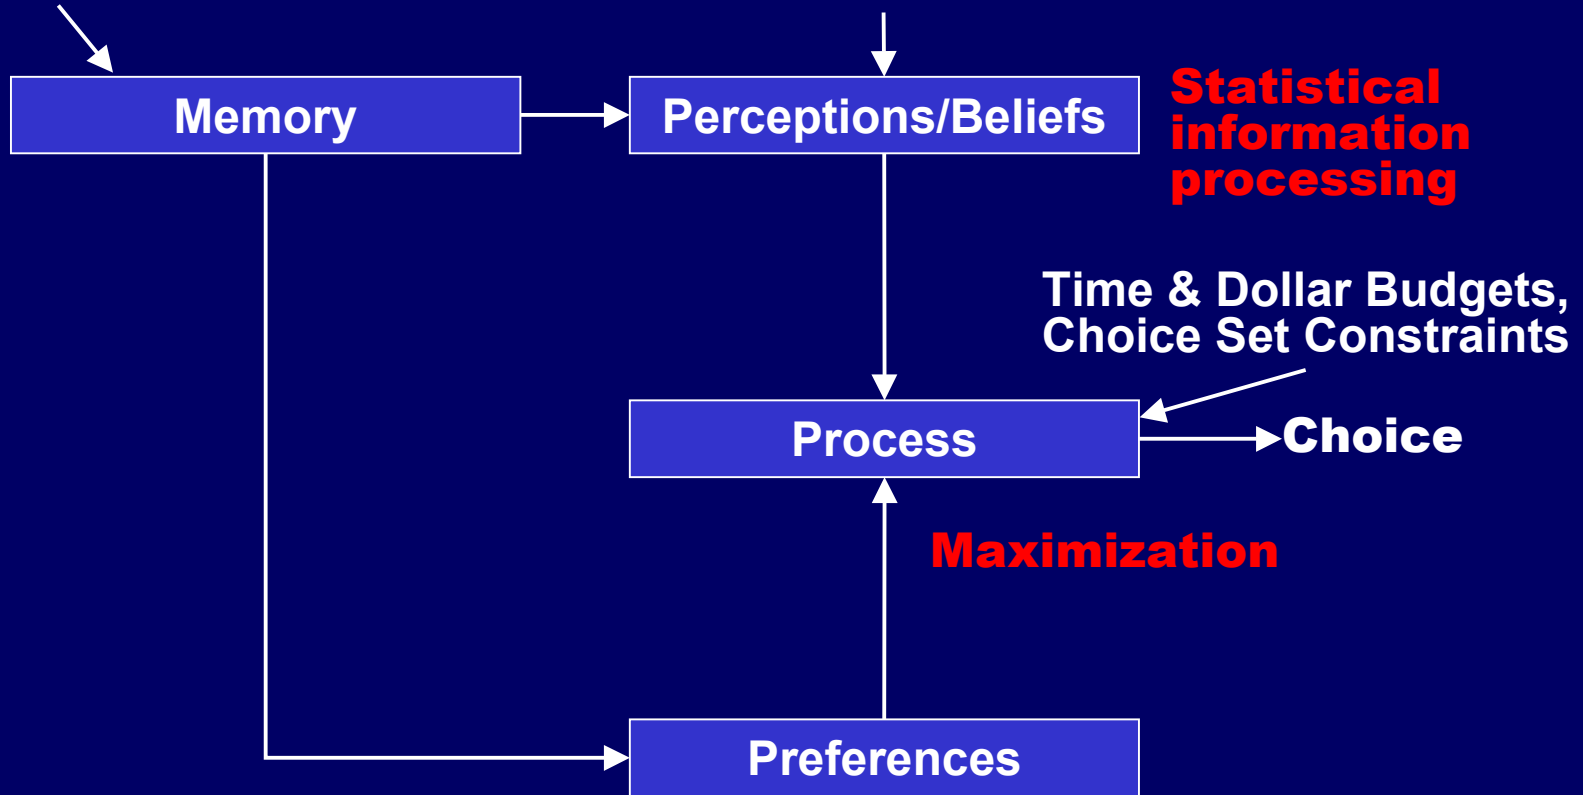 Memory
Perceptions/Beliefs
Statistical
information
processing
Time & Dollar Budgets,
Choice Set Constraints
Process
Choice
Maximization
Preferences